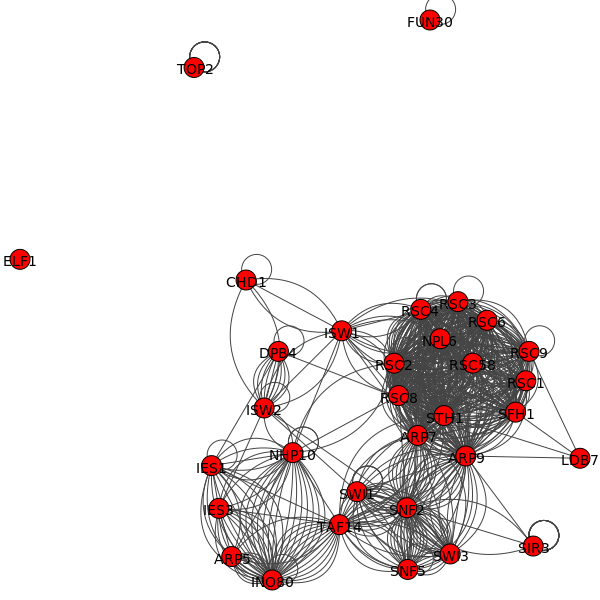 FUN30
TOP2
ELF1
CHD1
RSC3
RSC4
RSC6
ISW1
NPL6
DPB4
RSC9
RSC2
RSC58
RSC1
RSC8
ISW2
SFH1
STH1
ARP7
NHP10
ARP9
LDB7
IES1
SWI1
IES3
SNF2
TAF14
SIR3
SWI3
ARP5
SNF5
INO80